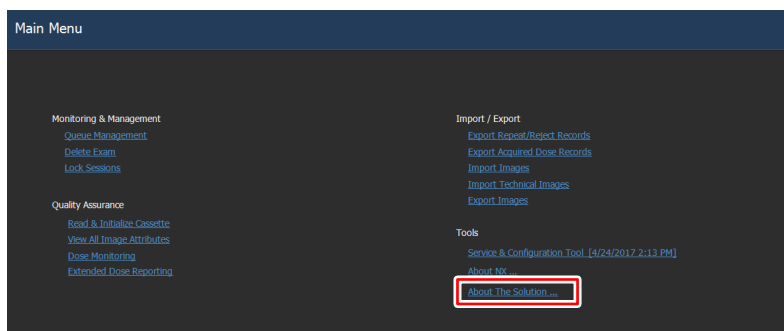 Main Menu
Monitoring & Management
Queue Management
Delete Exam
Lock Sessions
Quality Assurance
Read & Initialize Cassette
View All Image Attributes
Dose Monitoring
Extended Dose Reporting
Import / Export
Export Repeat/Reject Records
Export Acquired Dose Records
Import Images
Import Technical Images
Export Images
Tools
Service & Configuration Tool [4/24/2017 2:13 PM]
About NX ...
About The Solution ...